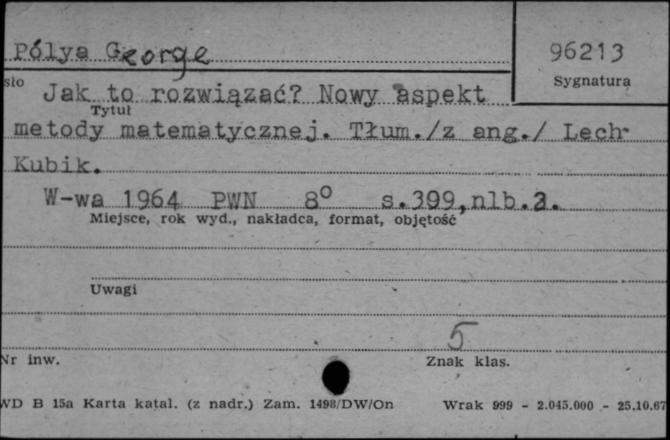 Pólya George
96213
sło
Sygnatura
Jak to rozwiązać? Nowy aspekt
Tytuł
metody matematycznej. Tłum./z ang./ Lech
Kubik.
W-wa 1964 PWN 8° s.399,nlb.2.
Miejsce, rok wyd., nakładca, format, objętość
Uwagi
5
Nr inw.
Znak klas.
WD B 15a Karta katal. (z nadr.) Zam. 1498/DW/On Wrak 999 - 2.045.000 - 25.10.67